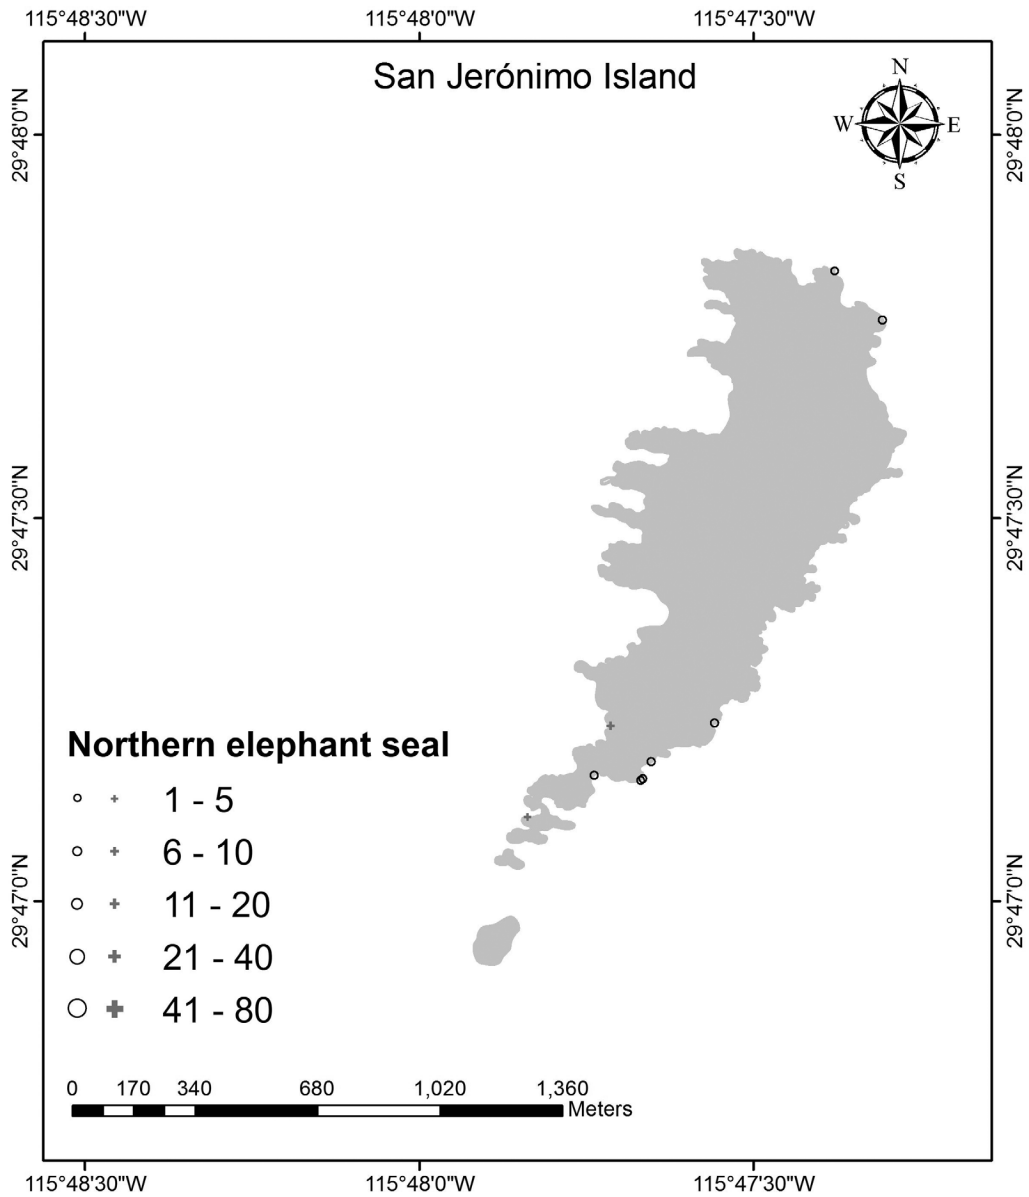 115°48'30"W 115°48'0"W 115°47'30"W
San Jerónimo Island
N
W E
S
29°48'0"N 29°48'0"N
29°47'30"N 29°47'30"N
29°47'0"N 29°47'0"N
Northern elephant seal
1 - 5
6 - 10
11 - 20
21 - 40
41 - 80
0 170 340 680 1,020 1,360
Meters
115°48'30"W 115°48'0"W 115°47'30"W